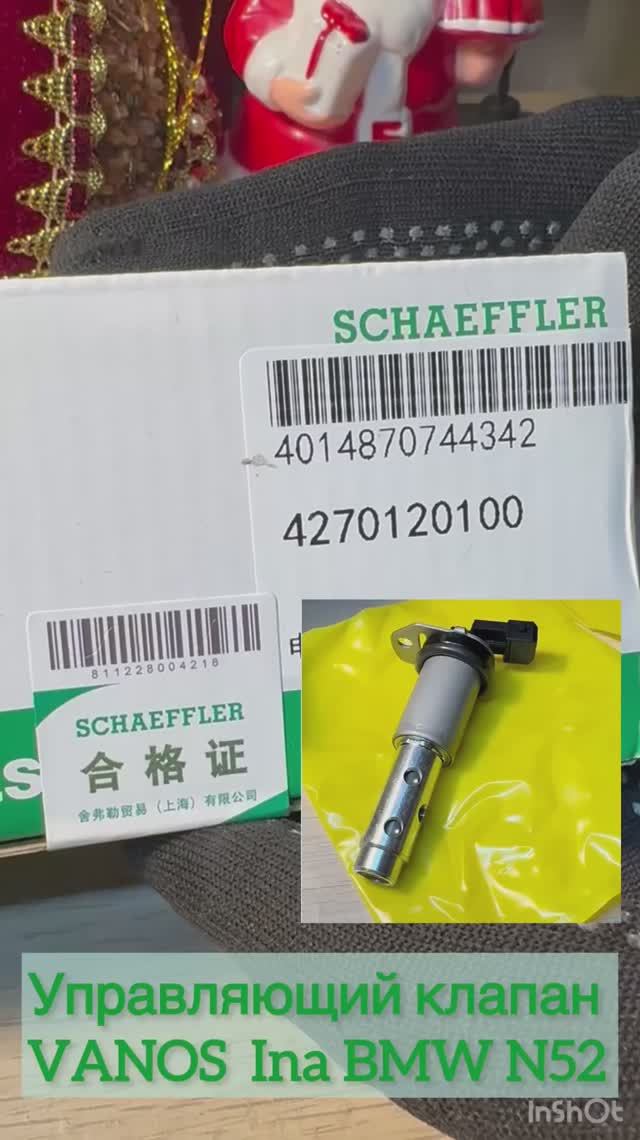 SCHAEFFLER
4014870744342
4270120100
811228004218
SCHAEFFLER
合格证
舍弗勒贸易（上海）有限公司
Управляющий клапан
VANOS Ina BMW N52
InShOt